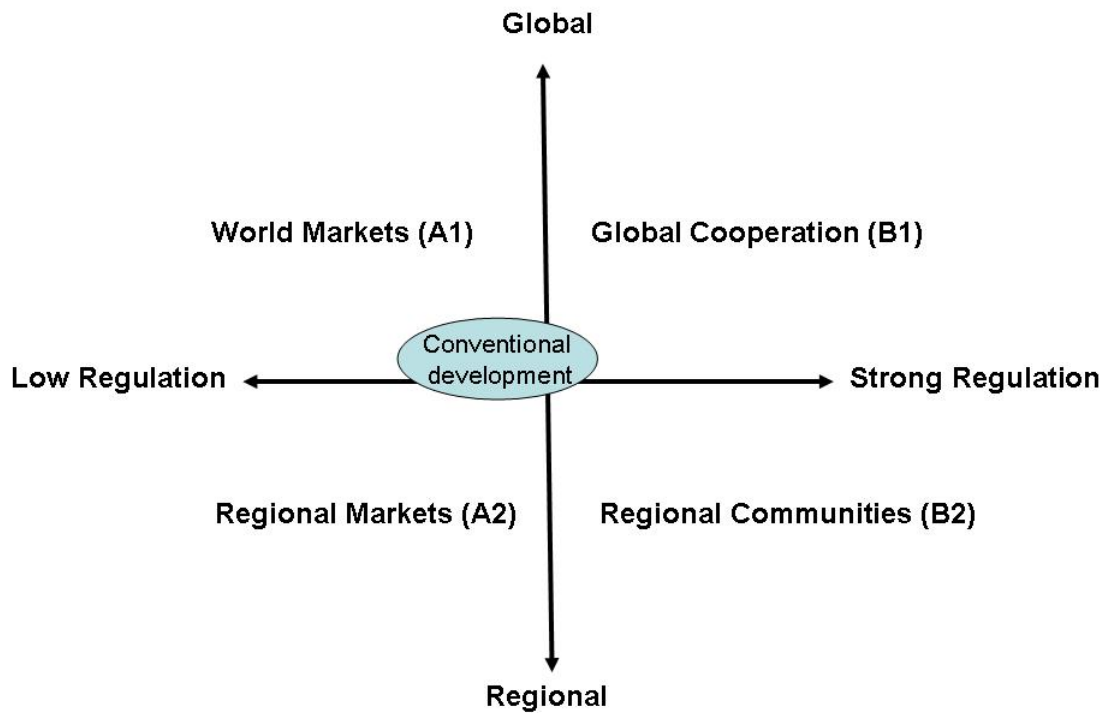 Global
World Markets (A1)
Global Cooperation (B1)
Conventional
development
Low Regulation
Strong Regulation
Regional Markets (A2)
Regional Communities (B2)
Regional